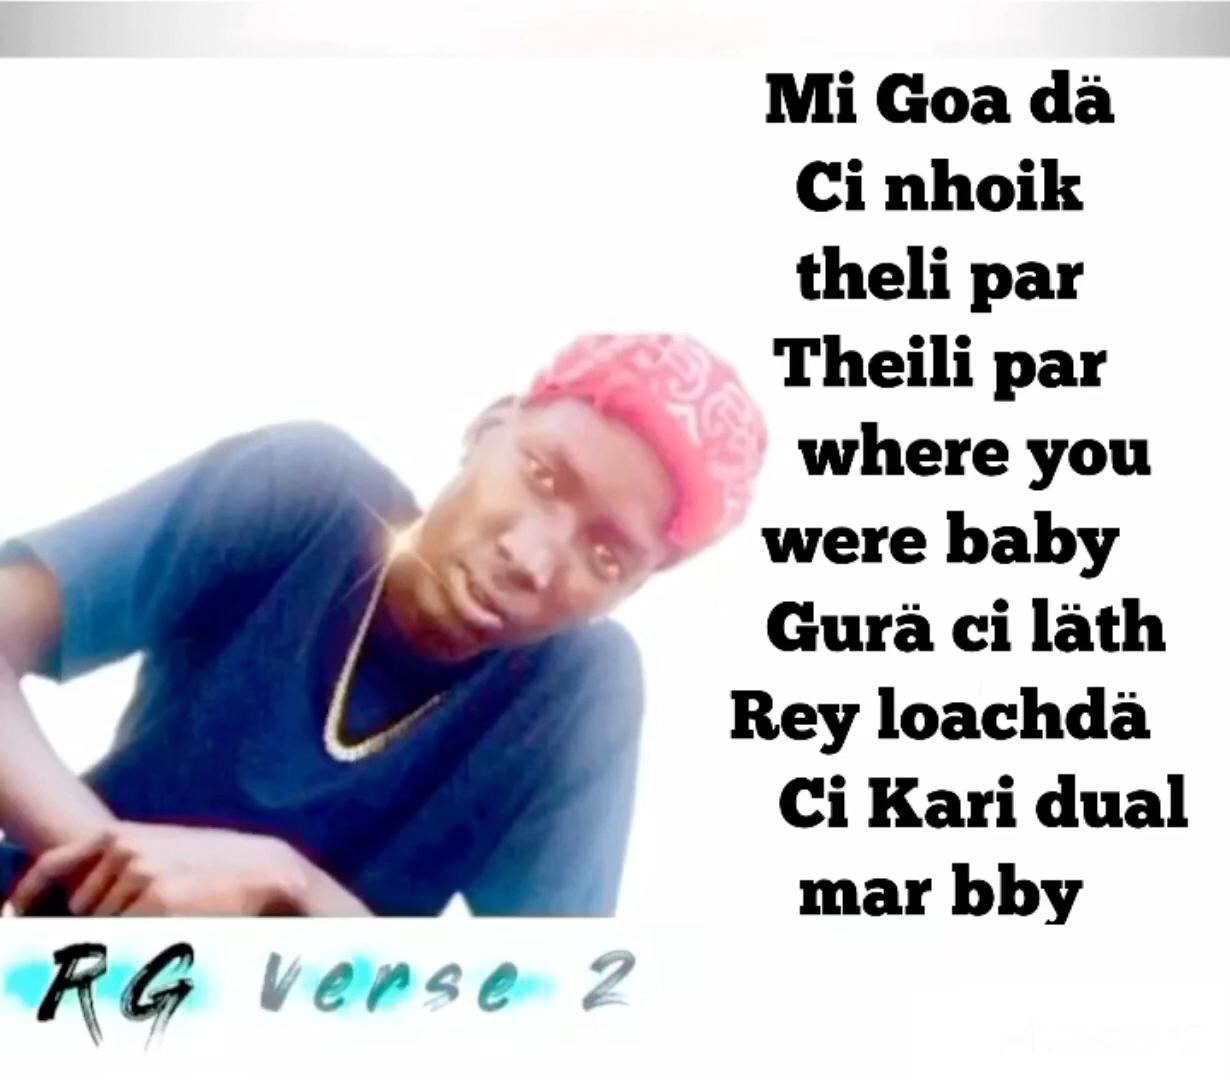 Mi Goa dä
Ci nhoik
theli par
Theili par
where you
were baby
Gurä ci läth
Rey loachdä
Ci Kari dual
mar bby
RG verse 2